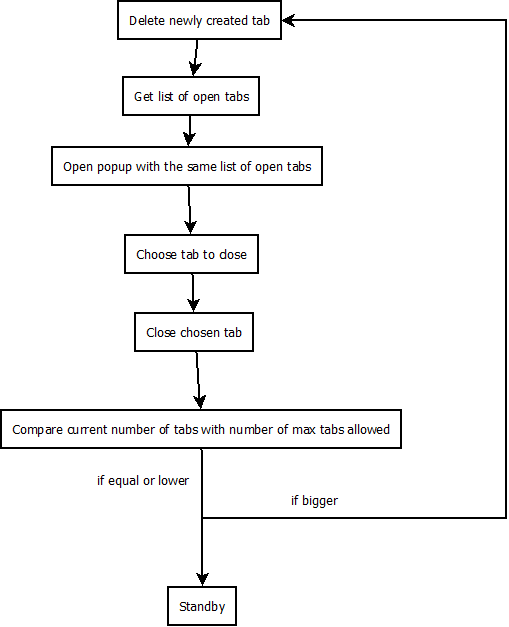 Delete newly created tab
Get list of open tabs
Open popup with the same list of open tabs
Choose tab to close
Close chosen tab
Compare current number of tabs with number of max tabs allowed
if equal or lower
if bigger
Standby